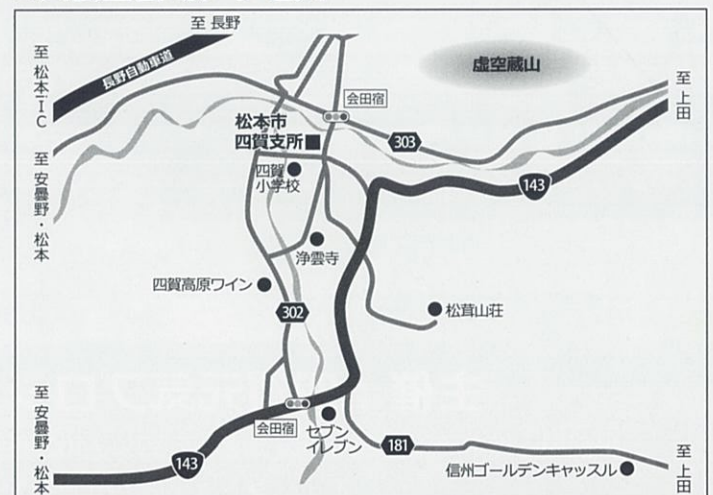 至 長野
至 松本IC
長野自動車道
虚空蔵山
至 上田
会田宿
松本市
四賀支所
303
四賀
小学校
143
至 安曇野・松本
浄雲寺
四賀高原ワイン
松茸山荘
302
至 安曇野・松本
会田宿
セブン
イレブン
181
143
信州ゴールデンキャッスル
至 上田